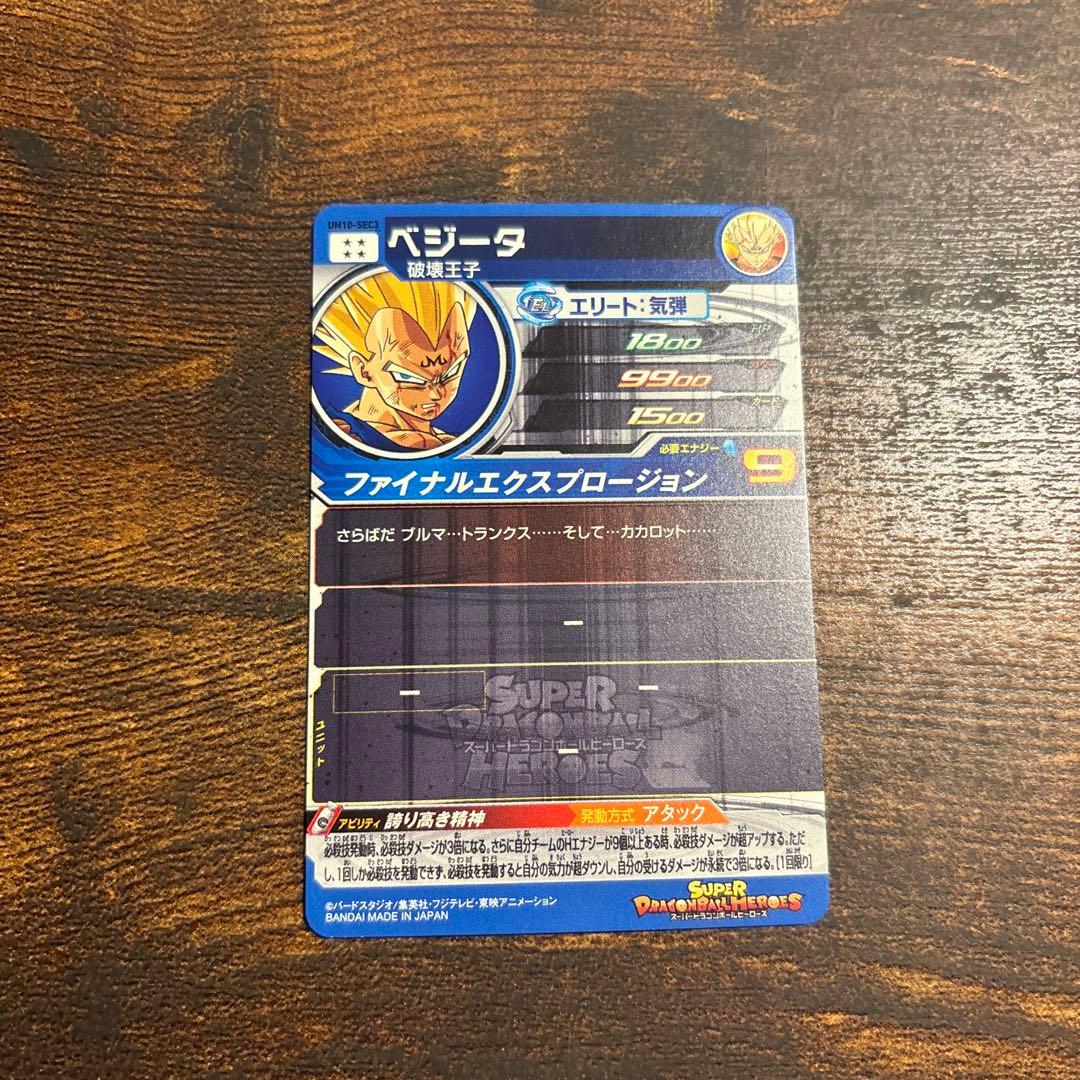 UM10-SEC3
★★
★★
ベジータ
破壊王子
EL
エリート:気弾
HP
1800
パワー
9900
ガード
1500
必要エナジー
9
ファイナルエクスプロージョン
さらばだ ブルマ…トランクス……そして…カカロット……
ー
ー
ー
ユニット
SUPER
DRAGONBALL
スーパードラゴンボールヒーローズ
HEROES
ー
アビリティ 誇り高き精神
発動方式 アタック
必殺技発動時、必殺技ダメージが3倍になる。さらに自分チームのHエナジーが9個以上ある時、必殺技ダメージが超アップする。ただ
し、1回しか必殺技を発動できず、必殺技を発動すると自分の気力が超ダウンし、自分の受けるダメージが永続で3倍になる。[1回限り]
©バードスタジオ/集英社・フジテレビ・東映アニメーション
BANDAI MADE IN JAPAN
SUPER
DRAGONBALL HEROES
スーパードラゴンボールヒーローズ